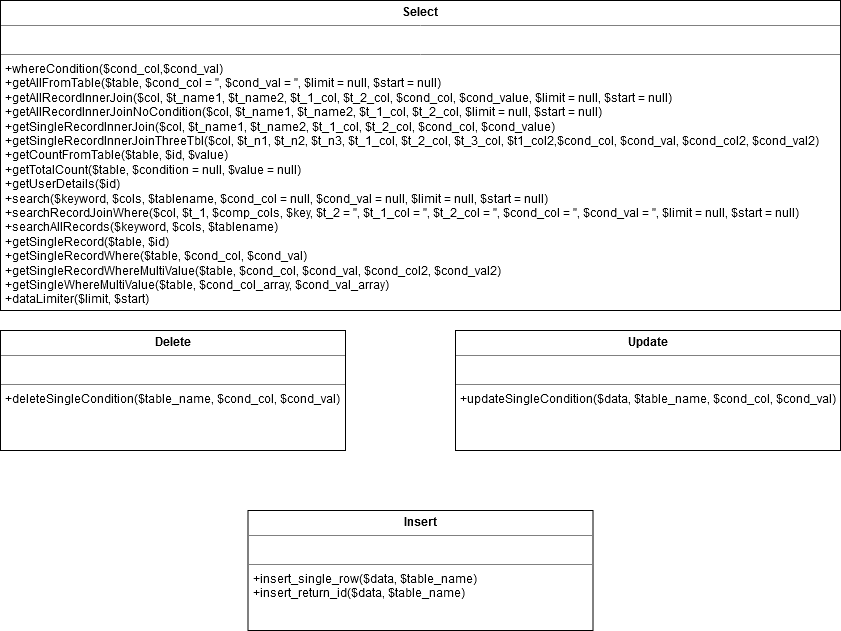 Select
+whereCondition($cond_col,$cond_val)
+getAllFromTable($table, $cond_col = '', $cond_val = '', $limit = null, $start = null)
+getAllRecordInnerJoin($col, $t_name1, $t_name2, $t_1_col, $t_2_col, $cond_col, $cond_value, $limit = null, $start = null)
+getAllRecordInnerJoinNoCondition($col, $t_name1, $t_name2, $t_1_col, $t_2_col, $limit = null, $start = null)
+getSingleRecordInnerJoin($col, $t_name1, $t_name2, $t_1_col, $t_2_col, $cond_col, $cond_value)
+getSingleRecordInnerJoinThreeTbl($col, $t_n1, $t_n2, $t_n3, $t_1_col, $t_2_col, $t_3_col, $t1_col2,$cond_col, $cond_val, $cond_col2, $cond_val2)
+getCountFromTable($table, $id, $value)
+getTotalCount($table, $condition = null, $value = null)
+getUserDetails($id)
+search($keyword, $cols, $tablename, $cond_col = null, $cond_val = null, $limit = null, $start = null)
+searchRecordJoinWhere($col, $t_1, $comp_cols, $key, $t_2 = '', $t_1_col = '', $t_2_col = '', $cond_col = '', $cond_val = '', $limit = null, $start = null)
+searchAllRecords($keyword, $cols, $tablename)
+getSingleRecord($table, $id)
+getSingleRecordWhere($table, $cond_col, $cond_val)
+getSingleRecordWhereMultiValue($table, $cond_col, $cond_val, $cond_col2, $cond_val2)
+getSingleWhereMultiValue($table, $cond_col_array, $cond_val_array)
+dataLimiter($limit, $start)
Delete
+deleteSingleCondition($table_name, $cond_col, $cond_val)
Update
+updateSingleCondition($data, $table_name, $cond_col, $cond_val)
Insert
+insert_single_row($data, $table_name)
+insert_return_id($data, $table_name)